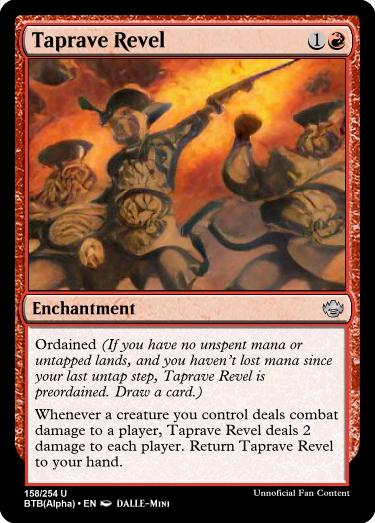 Taprave Revel 1
Enchantment
Ordained (If you have no unspent mana or
untapped lands, and you haven't lost mana since
your last untap step, Taprave Revel is
preordained. Draw a card.)
Whenever a creature you control deals combat
damage to a player, Taprave Revel deals 2
damage to each player. Return Taprave Revel
to your hand.
158/254 U
Unofficial Fan Content
BTB(Alpha) • EN DALLE-Mini